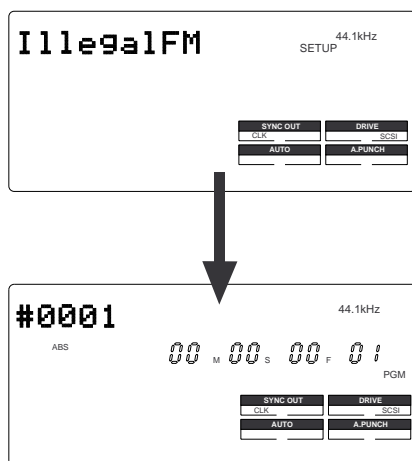 IllegalFM
44.1kHz
SETUP
SYNC OUT DRIVE
CLK SCSI
AUTO A.PUNCH
#0001
44.1kHz
ABS 00 M 00 S 00 F 01
PGM
SYNC OUT DRIVE
CLK SCSI
AUTO A.PUNCH